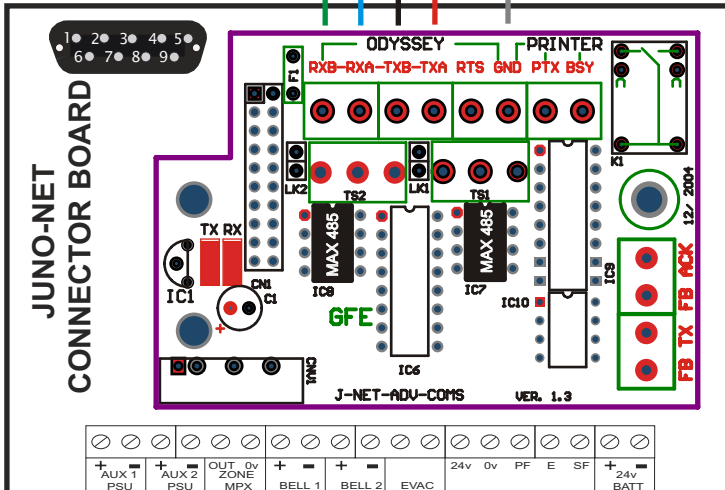 1 2 3 4 5
6 7 8 9
JUNO-NET
CONNECTOR BOARD
ODYSSEY PRINTER
RXB-RXA-TXB-TXA RTS GND PTX BSY
F1
K1
LK2
TS2
LK1
TS1
12/ 2004
TX RX
MAX 485
MAX 485
IC1
CN1
C1
+
IC8
IC7
IC9
IC10
GFE
IC6
FB ACK
FB TX
CNV1
J-NET-ADV-COMS
VER. 1.3
+ - + - OUT 0v + - + - 24v 0v PF E SF + -
AUX 1 PSU
AUX 2 PSU
ZONE MPX
BELL 1
BELL 2
EVAC
24v BATT